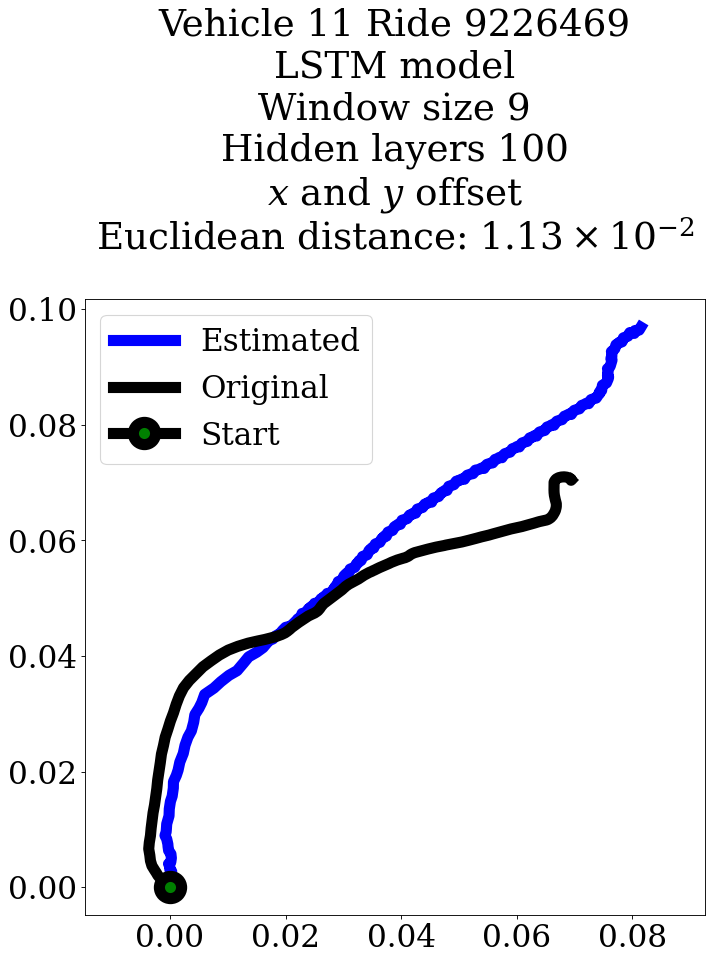 Vehicle 11 Ride 9226469
LSTM model
Window size 9
Hidden layers 100
x and y offset
Euclidean distance: 1.13 × 10⁻²
0.10
Estimated
Original
0.08
Start
0.06
0.04
0.02
0.00
0.00 0.02 0.04 0.06 0.08